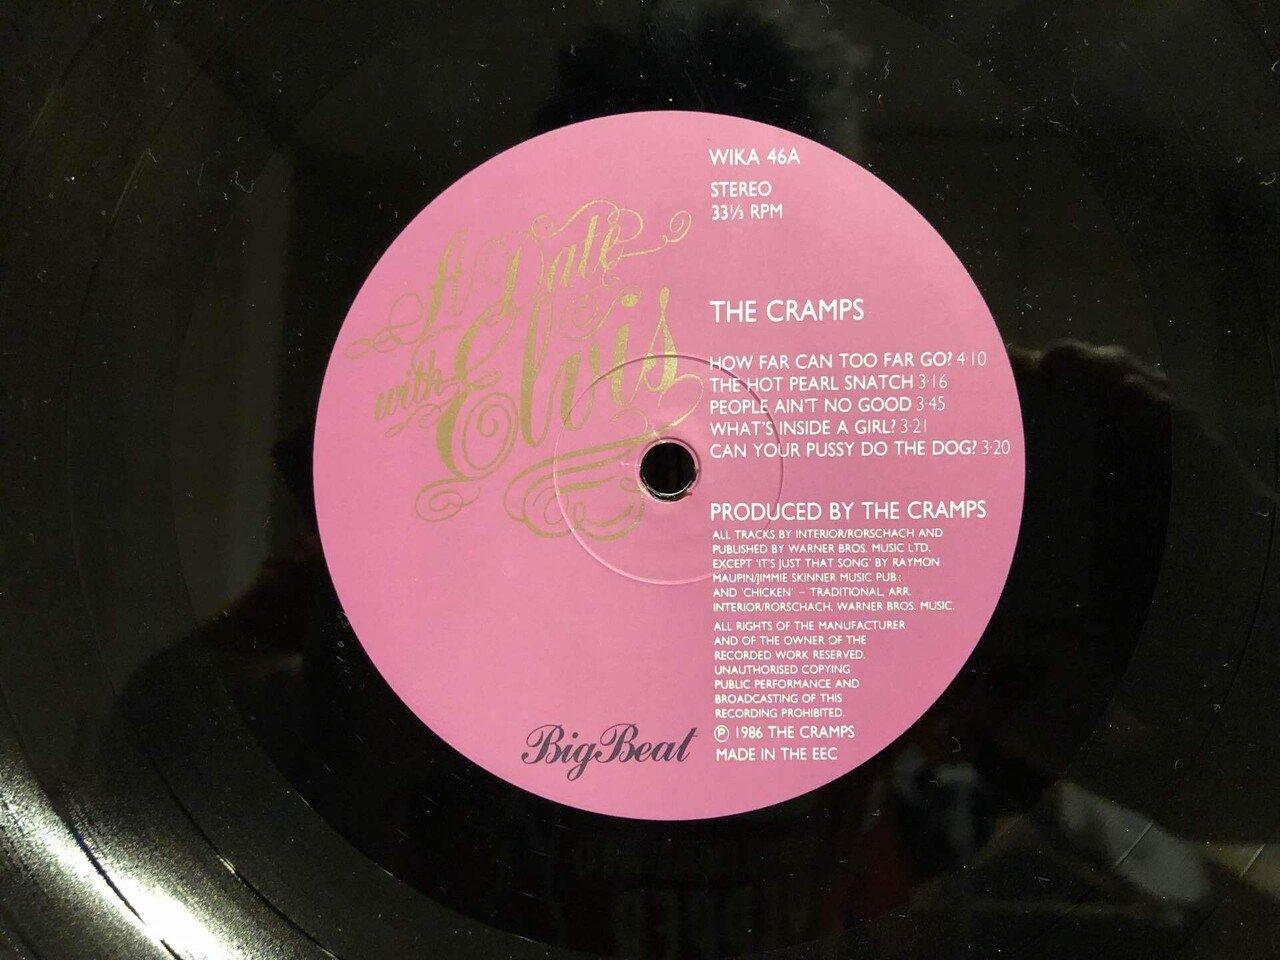 WIKA 46A
STEREO
33⅓ RPM
A Date
with Elvis
THE CRAMPS
HOW FAR CAN TOO FAR GO? 4·10
THE HOT PEARL SNATCH 3·16
PEOPLE AIN'T NO GOOD 3·45
WHAT'S INSIDE A GIRL? 3·21
CAN YOUR PUSSY DO THE DOG? 3·20
PRODUCED BY THE CRAMPS
ALL TRACKS BY INTERIOR/RORSCHACH AND
PUBLISHED BY WARNER BROS. MUSIC LTD.
EXCEPT 'IT'S JUST THAT SONG' BY RAYMON
MAUPIN/JIMMIE SKINNER MUSIC PUB.;
AND 'CHICKEN' – TRADITIONAL, ARR.
INTERIOR/RORSCHACH, WARNER BROS. MUSIC.
ALL RIGHTS OF THE MANUFACTURER
AND OF THE OWNER OF THE
RECORDED WORK RESERVED.
UNAUTHORISED COPYING
PUBLIC PERFORMANCE AND
BROADCASTING OF THIS
RECORDING PROHIBITED.
℗ 1986 THE CRAMPS
MADE IN THE EEC
Big Beat